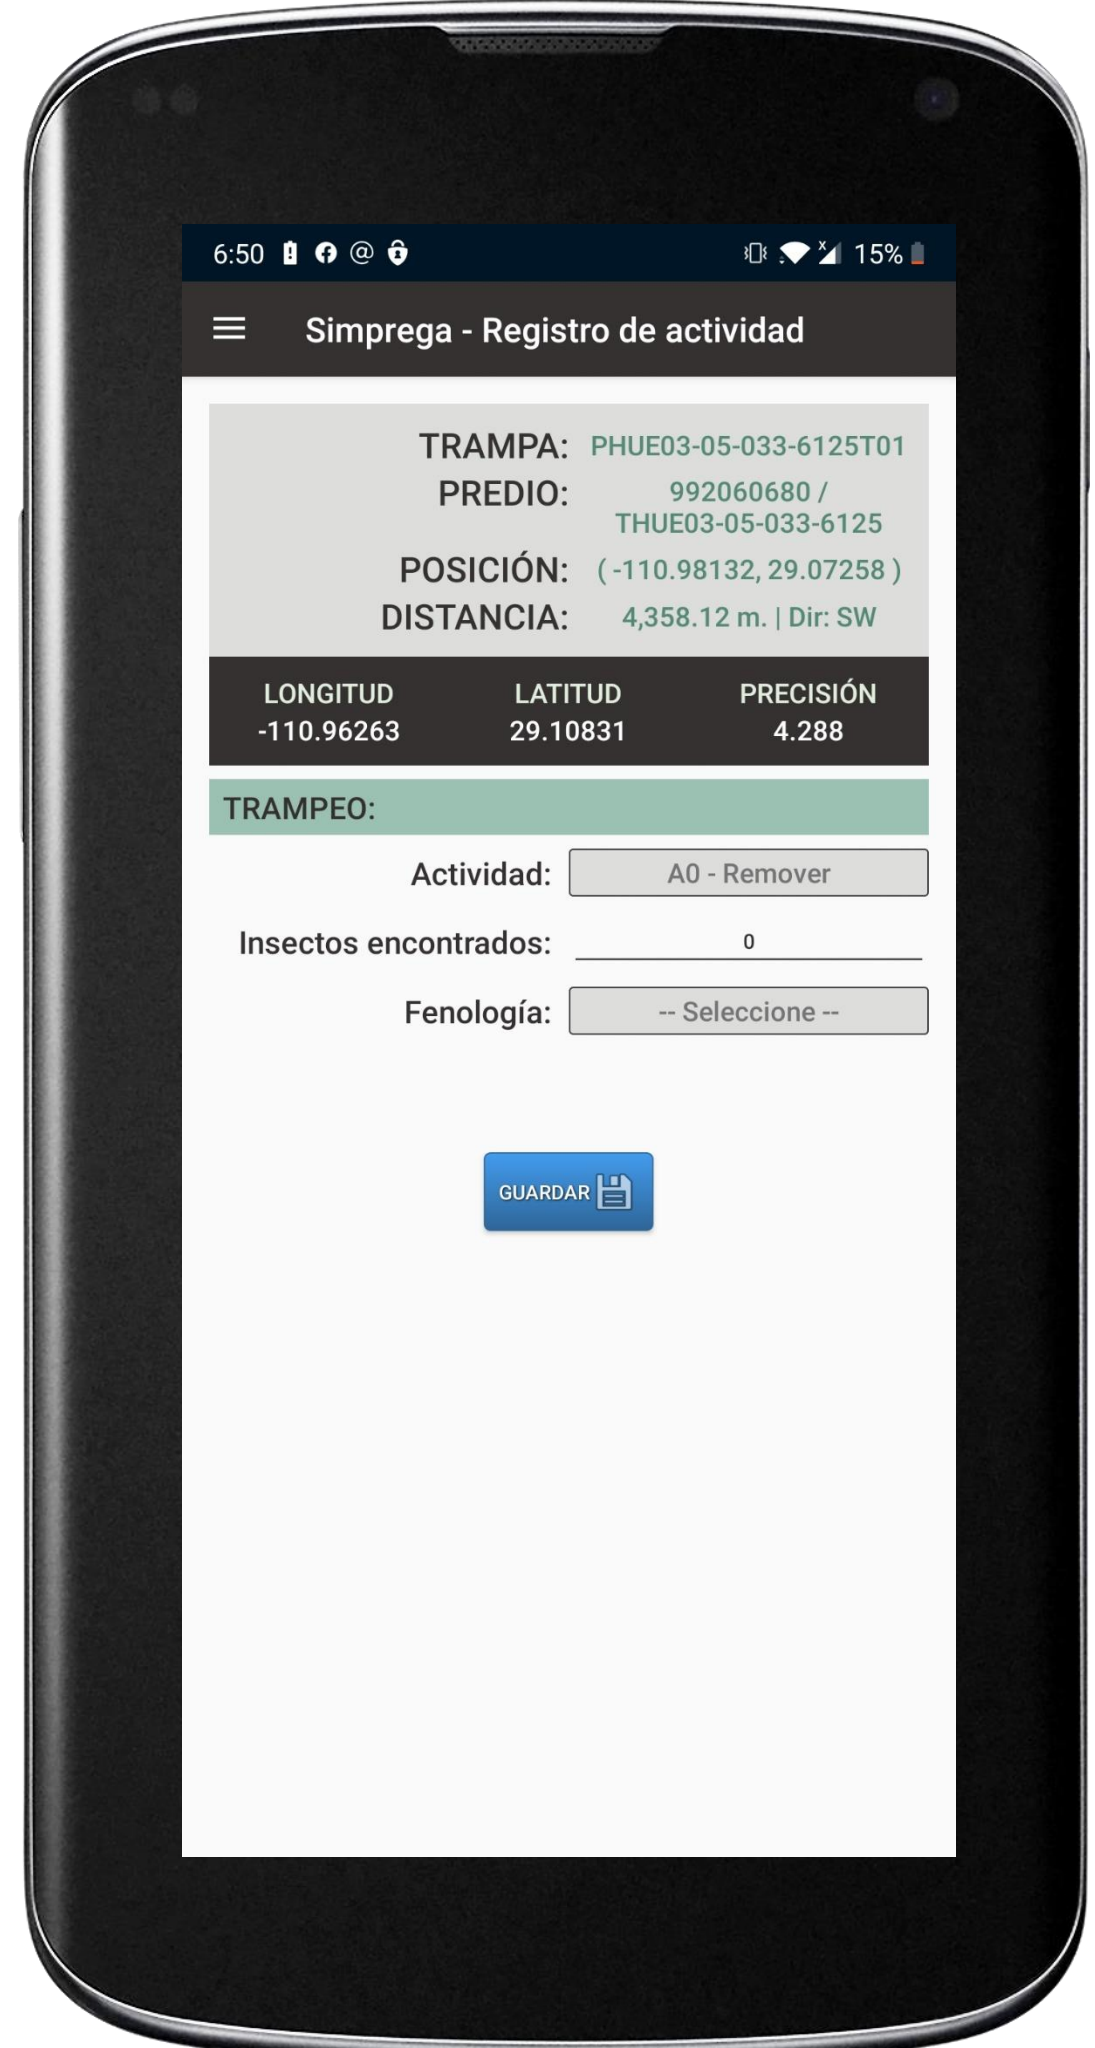 6:50 @ 15%
Simprega - Registro de actividad
TRAMPA: PHUE03-05-033-6125T01
PREDIO: 992060680 /
THUE03-05-033-6125
POSICIÓN: ( -110.98132, 29.07258 )
DISTANCIA: 4,358.12 m. | Dir: SW
LONGITUD LATITUD PRECISIÓN
-110.96263 29.10831 4.288
TRAMPEO:
Actividad: A0 - Remover
Insectos encontrados: 0
Fenología: -- Seleccione --
GUARDAR